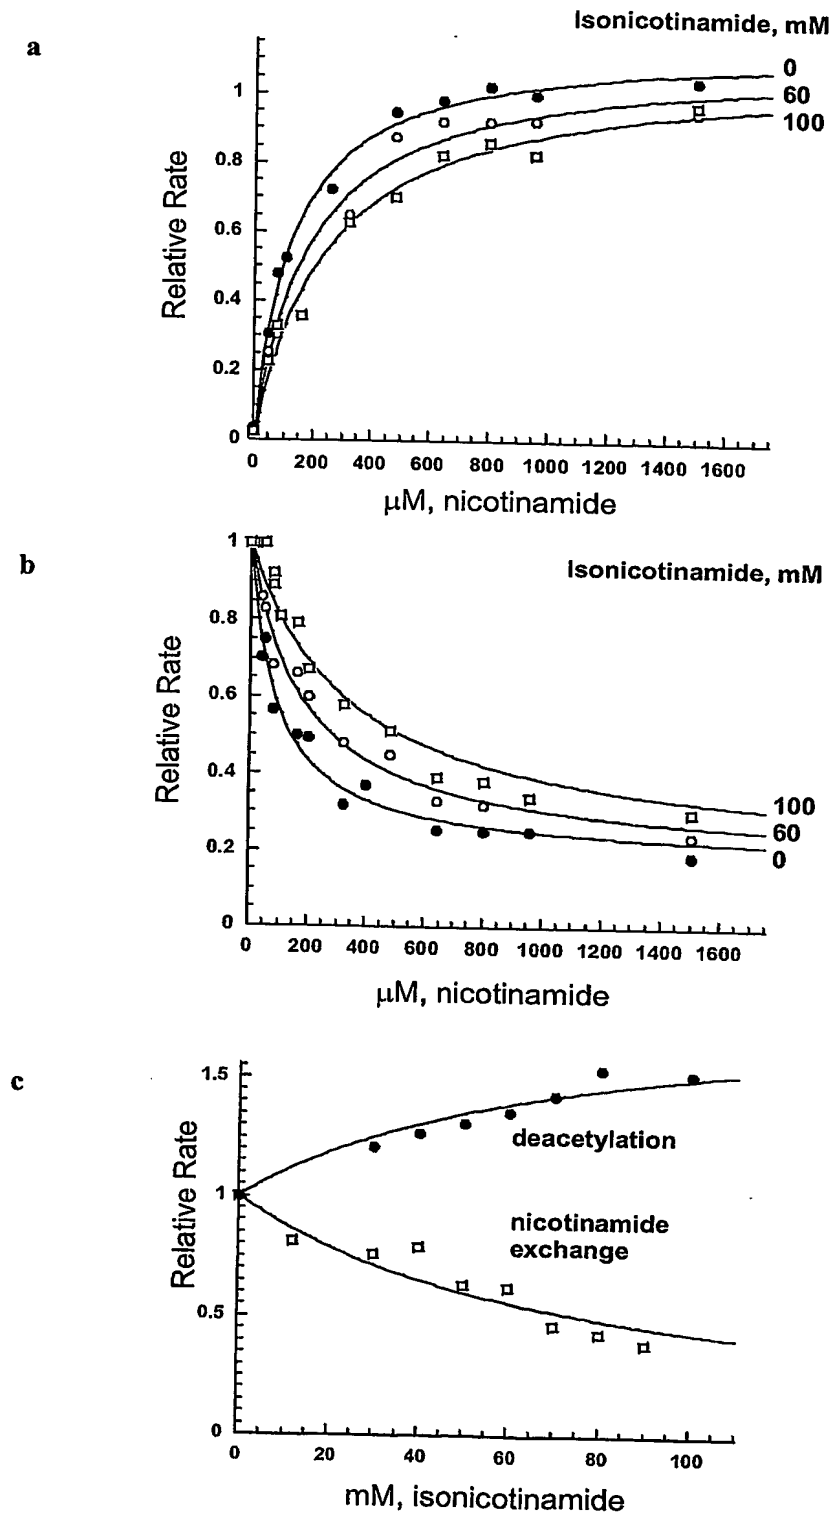 a
Isonicotinamide, mM
0
60
100
1
0.8
0.6
0.4
0.2
0
Relative Rate
0 200 400 600 800 1000 1200 1400 1600
μM, nicotinamide
b
Isonicotinamide, mM
1
0.8
0.6
0.4
0.2
0
Relative Rate
100
60
0
0 200 400 600 800 1000 1200 1400 1600
μM, nicotinamide
c
1.5
1
0.5
0
Relative Rate
deacetylation
nicotinamide
exchange
0 20 40 60 80 100
mM, isonicotinamide